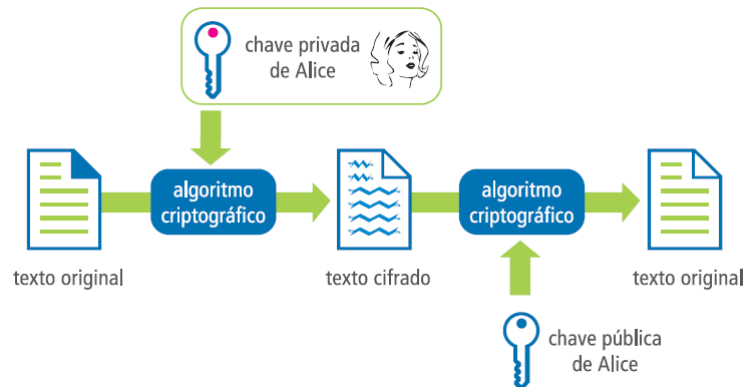 chave privada
de Alice
algoritmo
criptográfico
algoritmo
criptográfico
texto original
texto cifrado
texto original
chave pública
de Alice